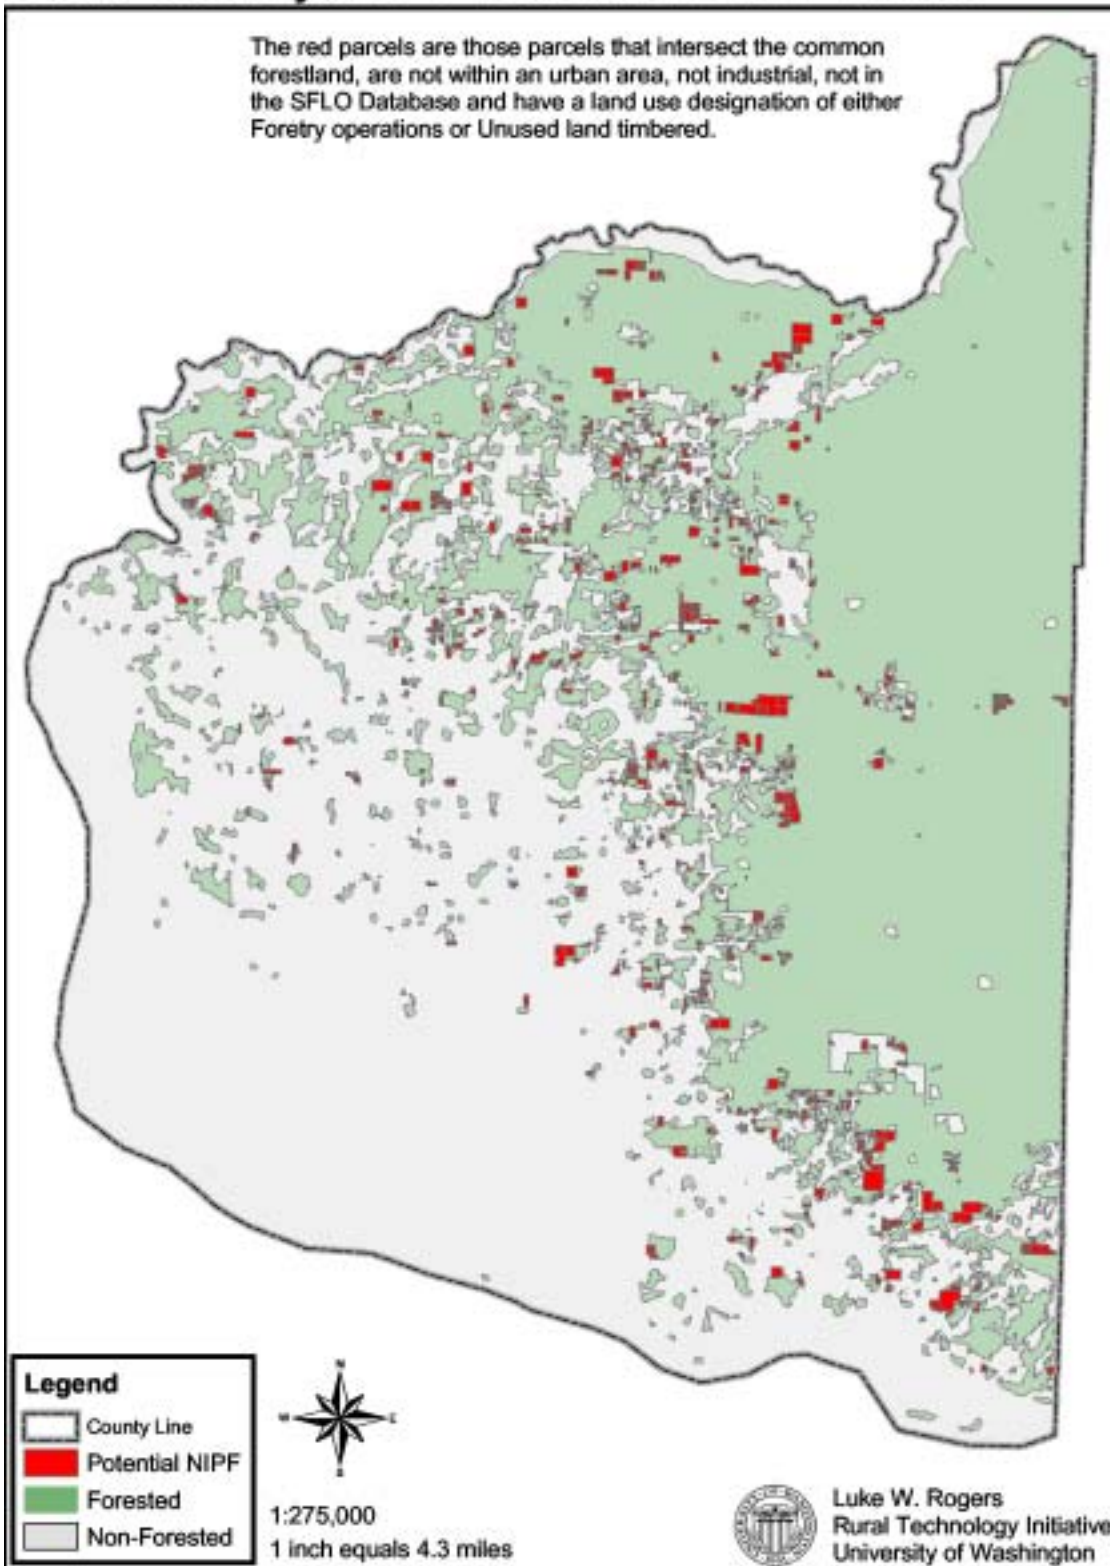 The red parcels are those parcels that intersect the common
forestland, are not within an urban area, not industrial, not in
the SFLO Database and have a land use designation of either
Foretry operations or Unused land timbered.
Legend
County Line
Potential NIPF
Forested
Non-Forested
N
W E
S
1:275,000
1 inch equals 4.3 miles
Luke W. Rogers
Rural Technology Initiative
University of Washington